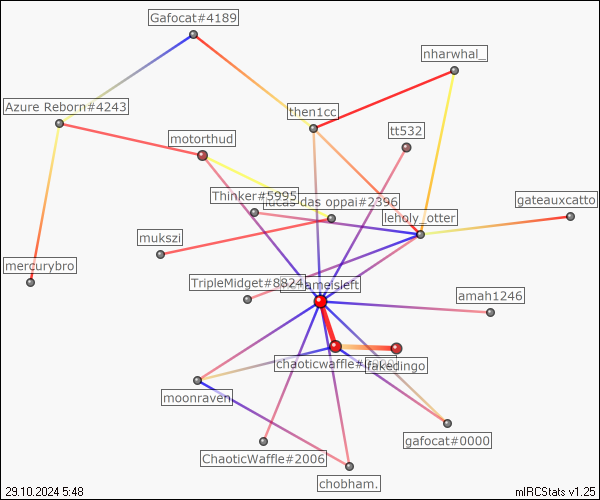 Gafocat#4189
nharwhal_
Azure Reborn#4243
then1cc
tt532
motorthud
Thinker#5995
lucas das oppai#2396
gateauxcatto
leholy_otter
mukszi
mercurybro
TripleMidget#8824
ameisleft
amah1246
chaoticwaffle#
fakedingo
moonraven
gafocat#0000
ChaoticWaffle#2006
chobham.
29.10.2024 5:48
mIRCStats v1.25